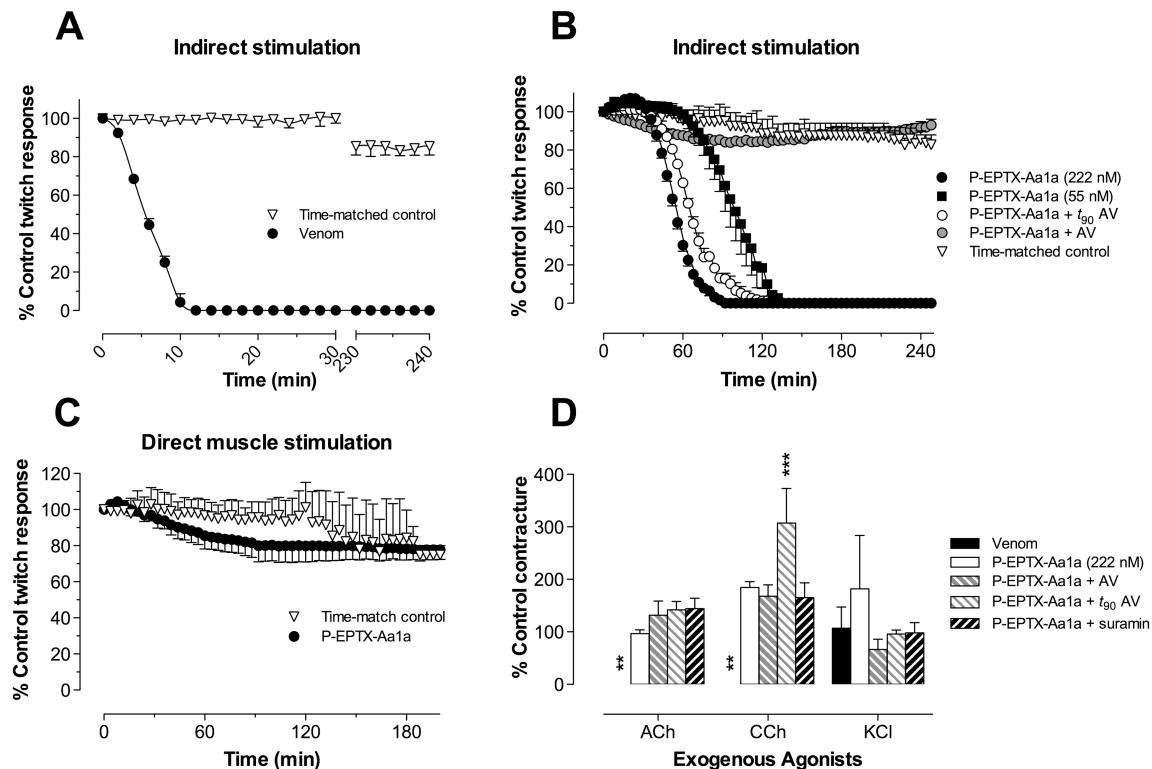 A
Indirect stimulation
% Control twitch response
120
100
80
60
40
20
0
Time-matched control
Venom
0
10
20
30
230
240
Time (min)
B
Indirect stimulation
% Control twitch response
100
80
60
40
20
0
P-EPTX-Aa1a (222 nM)
P-EPTX-Aa1a (55 nM)
P-EPTX-Aa1a + t90 AV
P-EPTX-Aa1a + AV
Time-matched control
0
60
120
180
240
Time (min)
C
Direct muscle stimulation
% Control twitch response
120
100
80
60
40
20
0
Time-match control
P-EPTX-Aa1a
0
60
120
180
Time (min)
D
% Control contracture
400
300
200
100
0
**
**
***
Venom
P-EPTX-Aa1a (222 nM)
P-EPTX-Aa1a + AV
P-EPTX-Aa1a + t90 AV
P-EPTX-Aa1a + suramin
ACh
CCh
KCl
Exogenous Agonists